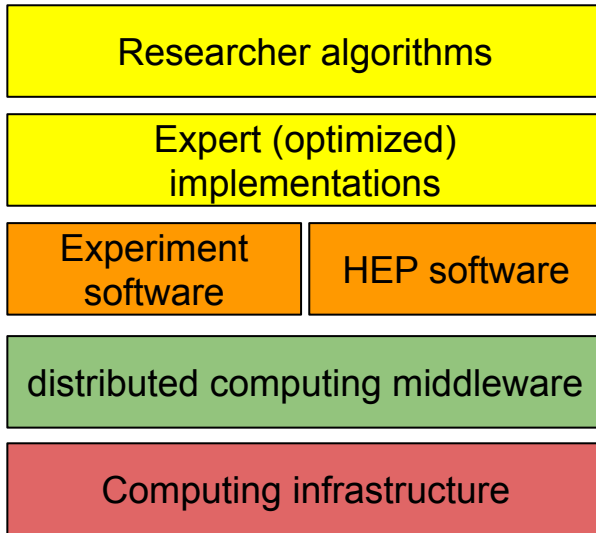 Researcher algorithms
Expert (optimized)
implementations
Experiment
software
HEP software
distributed computing middleware
Computing infrastructure